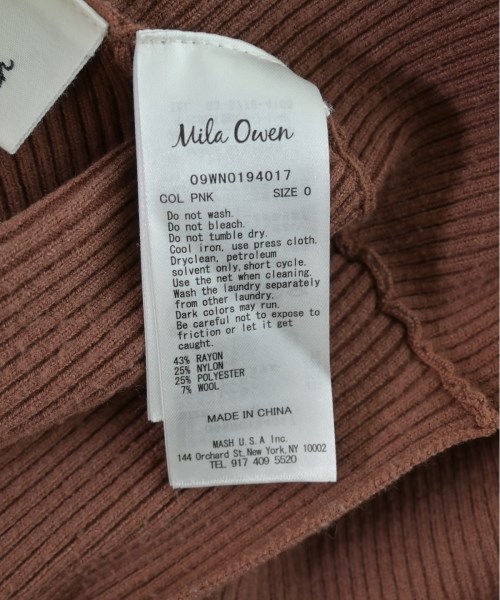 Mila Owen
09WNO194017
COL PNK SIZE 0
Do not wash.
Do not bleach.
Do not tumble dry.
Cool iron, use press cloth.
Dryclean, petroleum
solvent only, short cycle.
Use the net when cleaning.
Wash the laundry separately
from other laundry.
Dark colors may run.
Be careful not to expose to
friction or let it get
caught.
43% RAYON
25% NYLON
25% POLYESTER
7% WOOL
MADE IN CHINA
MASH U.S.A Inc.
144 Orchard St, New York, NY 10002
TEL 917 409 5520